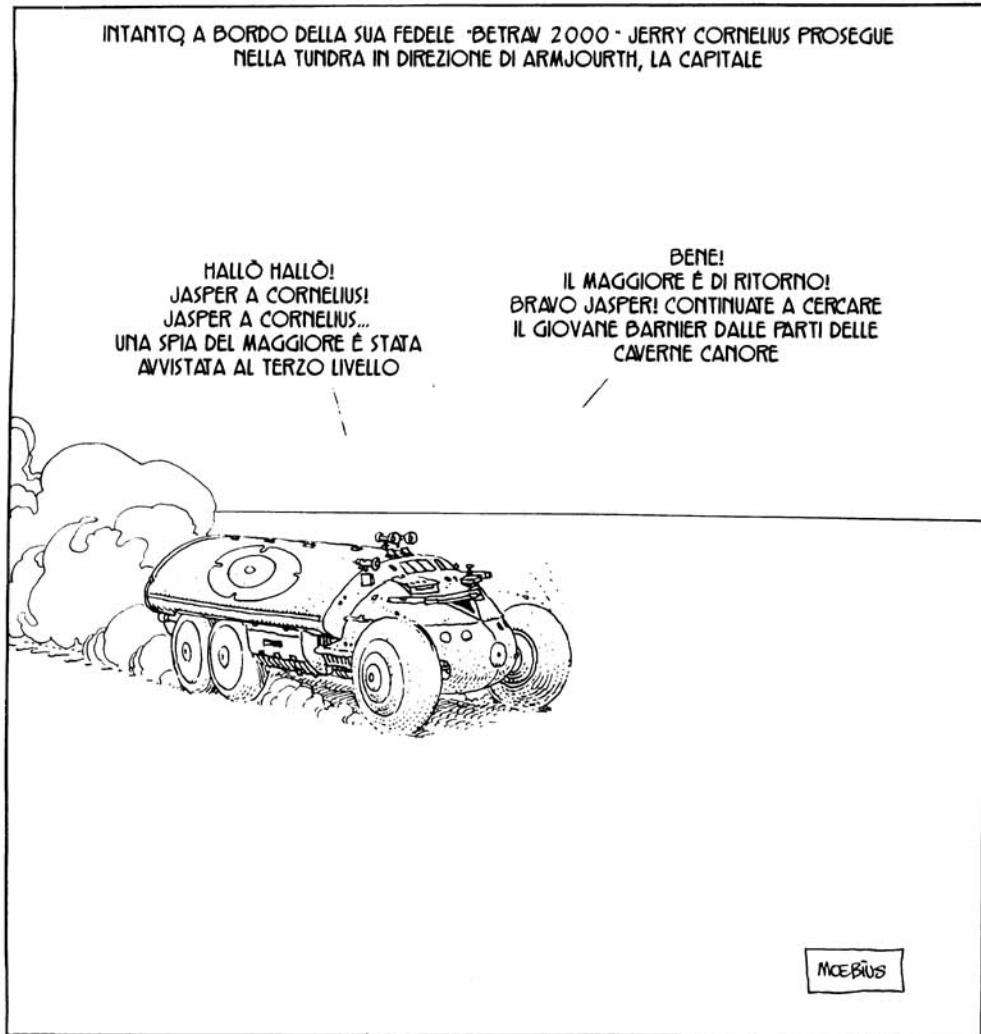 INTANTO, A BORDO DELLA SUA FEDELE -BETRAV 2000- JERRY CORNELIUS PROSEGUE
NELLA TUNDRA IN DIREZIONE DI ARMJOURTH, LA CAPITALE
HALLÒ HALLÒ!
JASPER A CORNELIUS!
JASPER A CORNELIUS...
UNA SPIA DEL MAGGIORE È STATA
AVVISTATA AL TERZO LIVELLO
BENE!
IL MAGGIORE È DI RITORNO!
BRAVO JASPER! CONTINUATE A CERCARE
IL GIOVANE BARNIER DALLE PARTI DELLE
CAVERNE CANORE
MOEBIUS